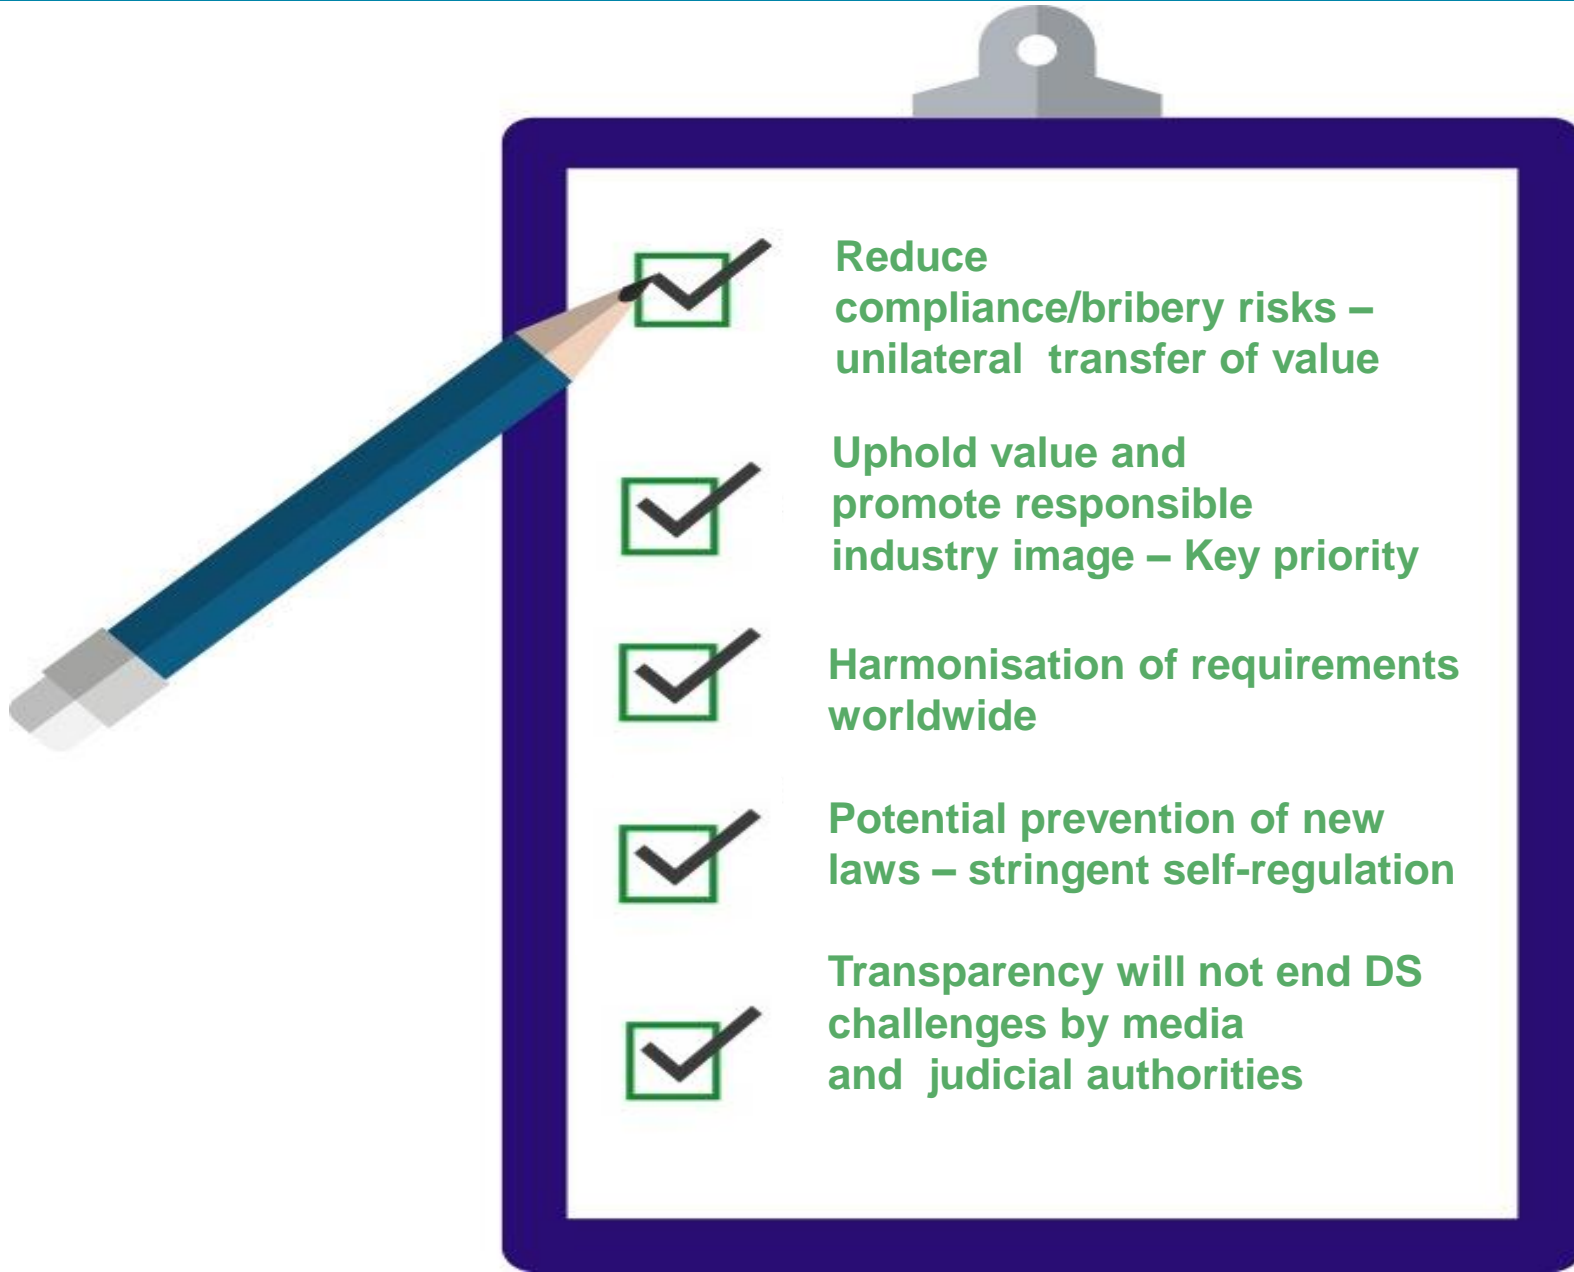 Reduce
compliance/bribery risks –
unilateral  transfer of value
Uphold value and
promote responsible
industry image – Key priority
Harmonisation of requirements
worldwide
Potential prevention of new
laws – stringent self-regulation
Transparency will not end DS
challenges by media
and  judicial authorities